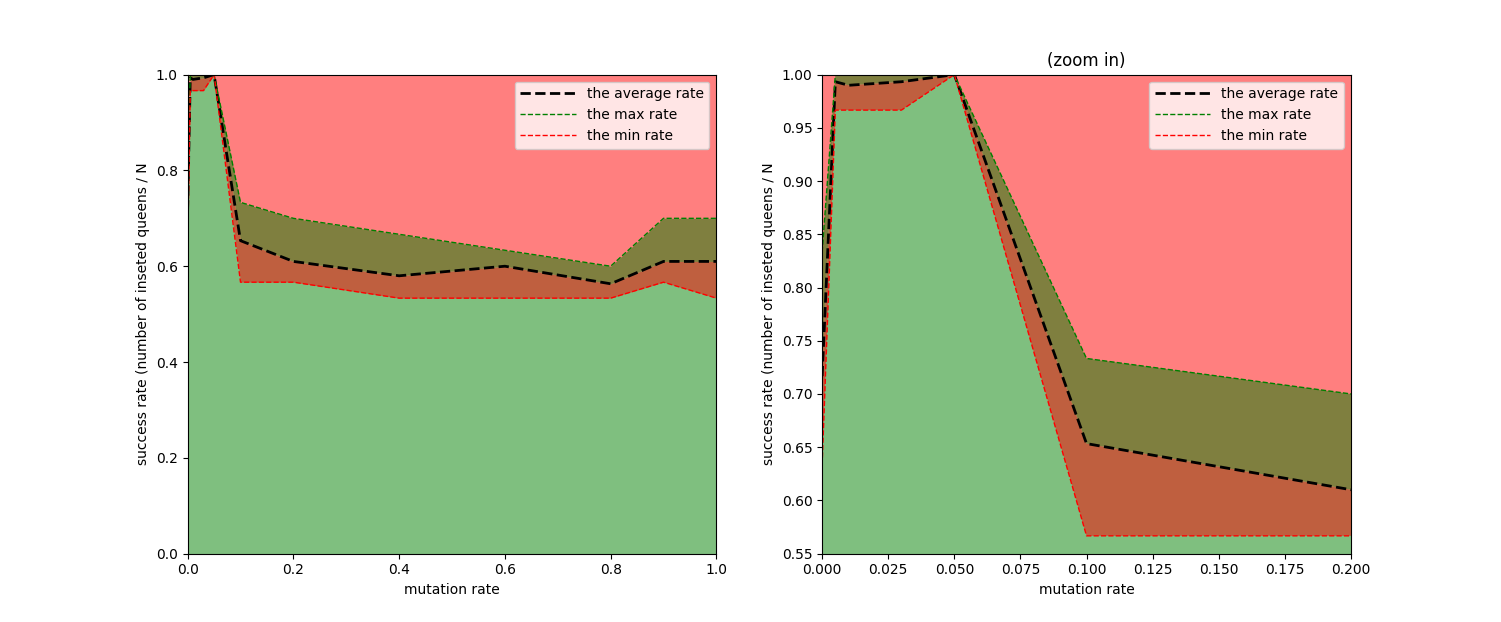 (zoom in)
1.0
0.8
0.6
0.4
0.2
0.0
success rate (number of inseted queens / N
the average rate
the max rate
the min rate
0.0 0.2 0.4 0.6 0.8 1.0
mutation rate
1.00
0.95
0.90
0.85
0.80
0.75
0.70
0.65
0.60
0.55
success rate (number of inseted queens / N
the average rate
the max rate
the min rate
0.000 0.025 0.050 0.075 0.100 0.125 0.150 0.175 0.200
mutation rate